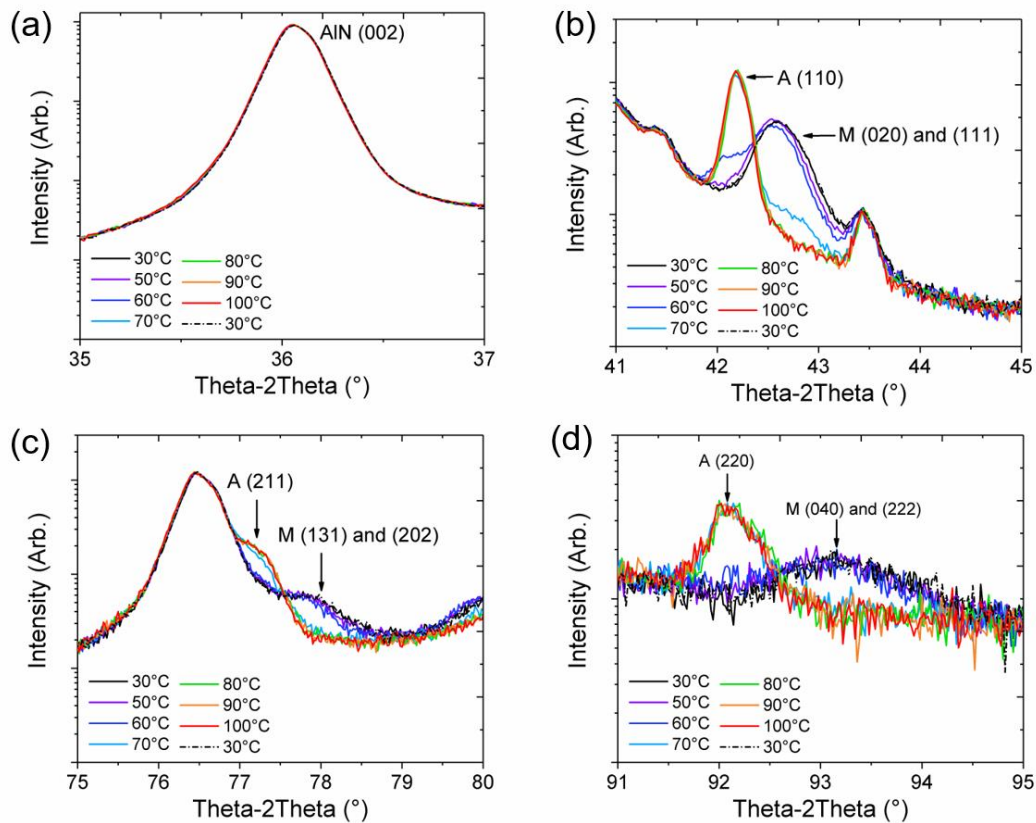 (a)
AlN (002)
Intensity (Arb.)
30°C 80°C
50°C 90°C
60°C 100°C
70°C 30°C
35 36 37
Theta-2Theta (°)
(b)
A (110)
M (020) and (111)
Intensity (Arb.)
30°C 80°C
50°C 90°C
60°C 100°C
70°C 30°C
41 42 43 44 45
Theta-2Theta (°)
(c)
A (211)
M (131) and (202)
Intensity (Arb.)
30°C 80°C
50°C 90°C
60°C 100°C
70°C 30°C
75 76 77 78 79 80
Theta-2Theta (°)
(d)
A (220)
M (040) and (222)
Intensity (Arb.)
30°C 80°C
50°C 90°C
60°C 100°C
70°C 30°C
91 92 93 94 95
Theta-2Theta (°)